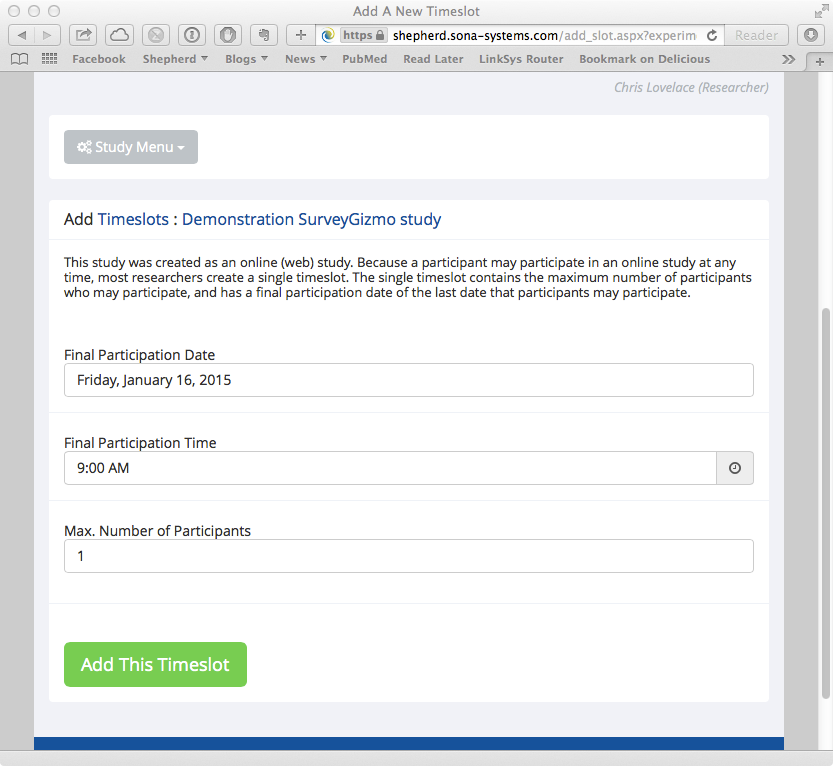 Add A New Timeslot
https shepherd.sona-systems.com/add_slot.aspx?experim Reader
Facebook Shepherd Blogs News PubMed Read Later LinkSys Router Bookmark on Delicious
Chris Lovelace (Researcher)
Study Menu
Add Timeslots : Demonstration SurveyGizmo study
This study was created as an online (web) study. Because a participant may participate in an online study at any
time, most researchers create a single timeslot. The single timeslot contains the maximum number of participants
who may participate, and has a final participation date of the last date that participants may participate.
Final Participation Date
Friday, January 16, 2015
Final Participation Time
9:00 AM
Max. Number of Participants
1
Add This Timeslot